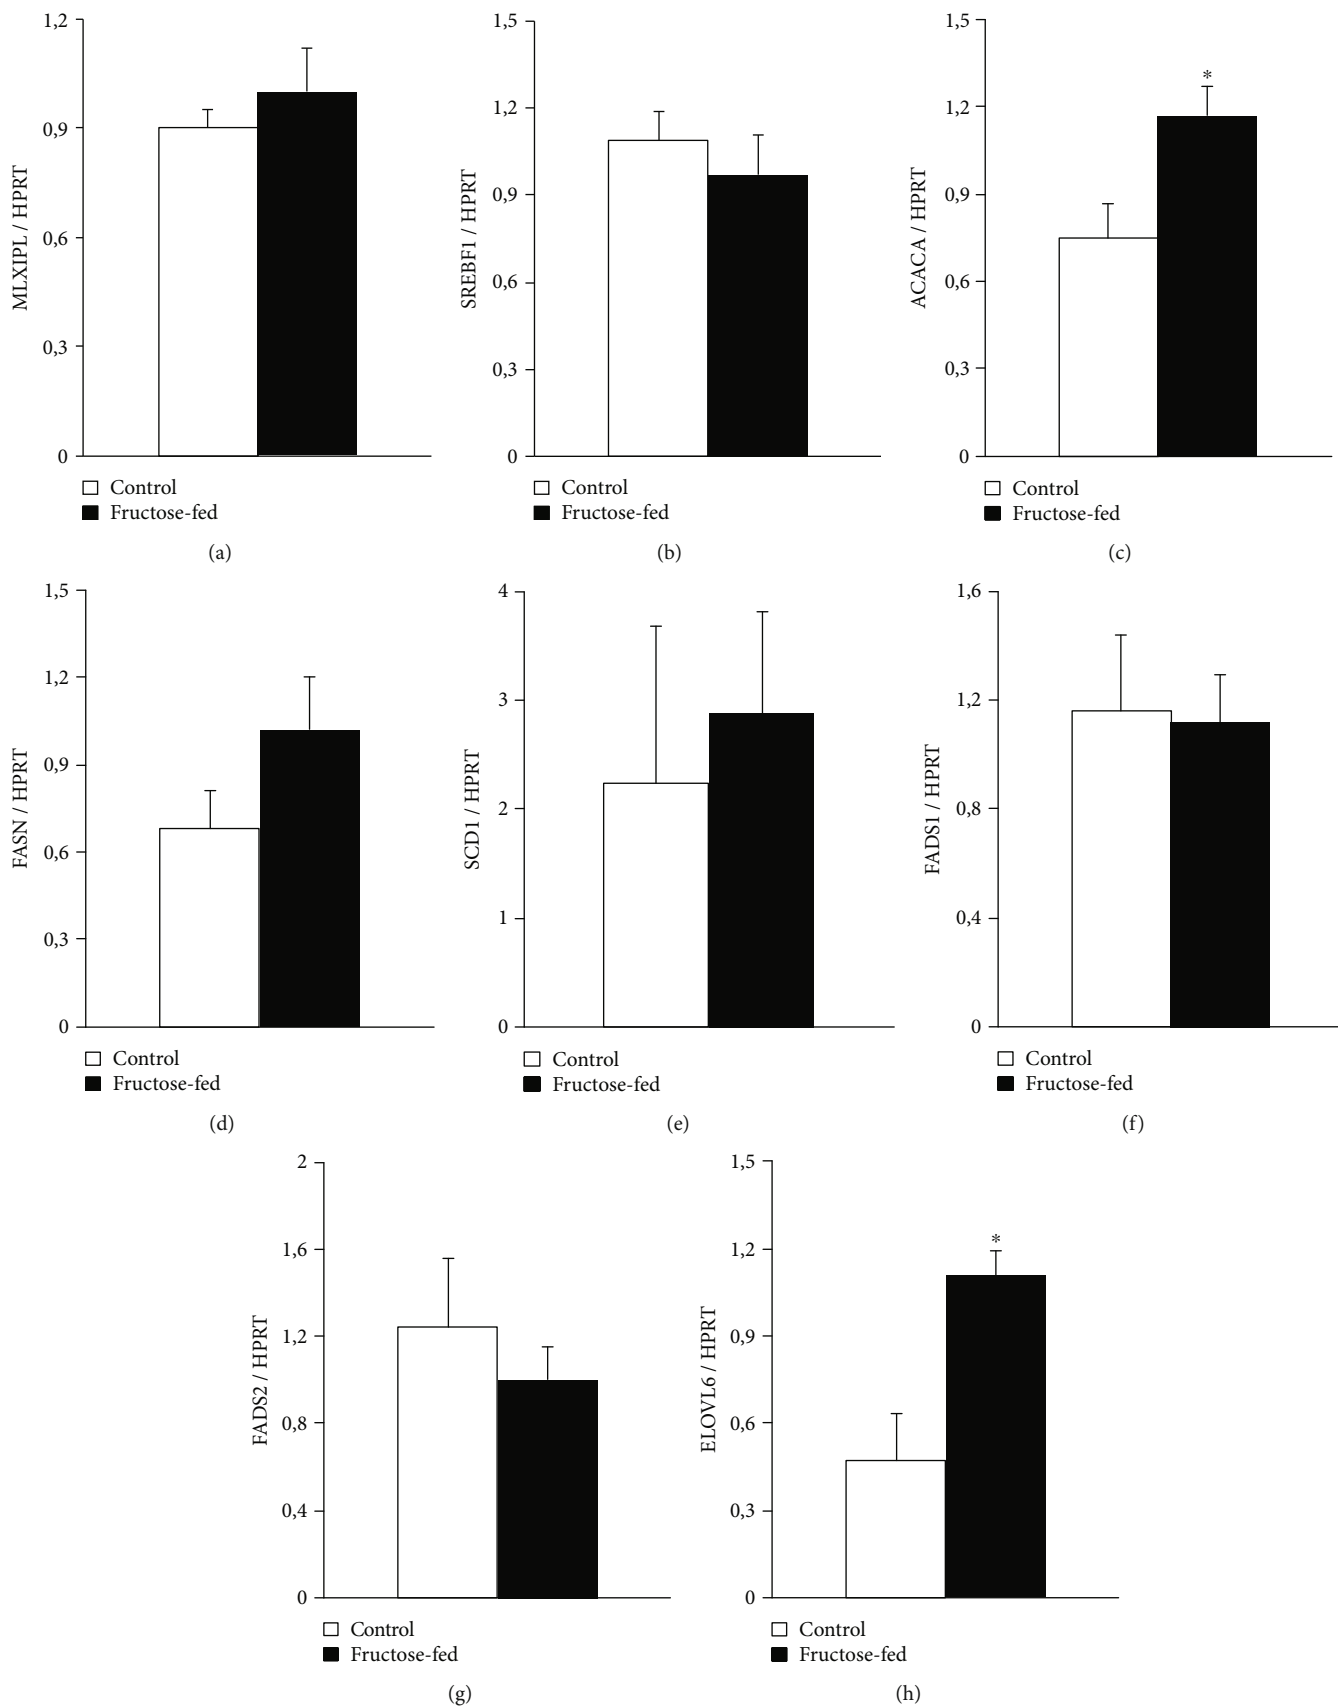 1,2
0,9
0,6
0,3
0
MLXIPL / HPRT
Control
Fructose-fed
(a)
1,5
1,2
0,9
0,6
0,3
0
SREBF1 / HPRT
Control
Fructose-fed
(b)
1,5
1,2
0,9
0,6
0,3
0
ACACA / HPRT
*
Control
Fructose-fed
(c)
1,5
1,2
0,9
0,6
0,3
0
FASN / HPRT
Control
Fructose-fed
(d)
4
3
2
1
0
SCD1 / HPRT
Control
Fructose-fed
(e)
1,6
1,2
0,8
0,4
0
FADS1 / HPRT
Control
Fructose-fed
(f)
2
1,6
1,2
0,8
0,4
0
FADS2 / HPRT
Control
Fructose-fed
(g)
1,5
1,2
0,9
0,6
0,3
0
ELOVL6 / HPRT
*
Control
Fructose-fed
(h)